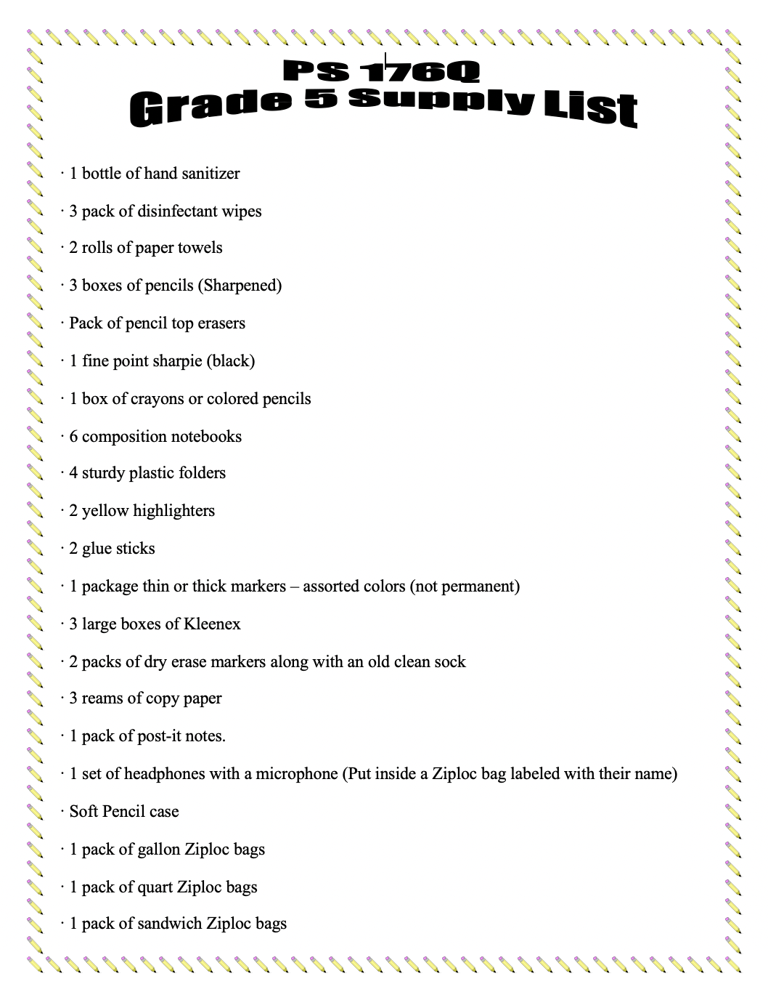 PS 176Q
Grade 5 Supply List
· 1 bottle of hand sanitizer
· 3 pack of disinfectant wipes
· 2 rolls of paper towels
· 3 boxes of pencils (Sharpened)
· Pack of pencil top erasers
· 1 fine point sharpie (black)
· 1 box of crayons or colored pencils
· 6 composition notebooks
· 4 sturdy plastic folders
· 2 yellow highlighters
· 2 glue sticks
· 1 package thin or thick markers – assorted colors (not permanent)
· 3 large boxes of Kleenex
· 2 packs of dry erase markers along with an old clean sock
· 3 reams of copy paper
· 1 pack of post-it notes.
· 1 set of headphones with a microphone (Put inside a Ziploc bag labeled with their name)
· Soft Pencil case
· 1 pack of gallon Ziploc bags
· 1 pack of quart Ziploc bags
· 1 pack of sandwich Ziploc bags